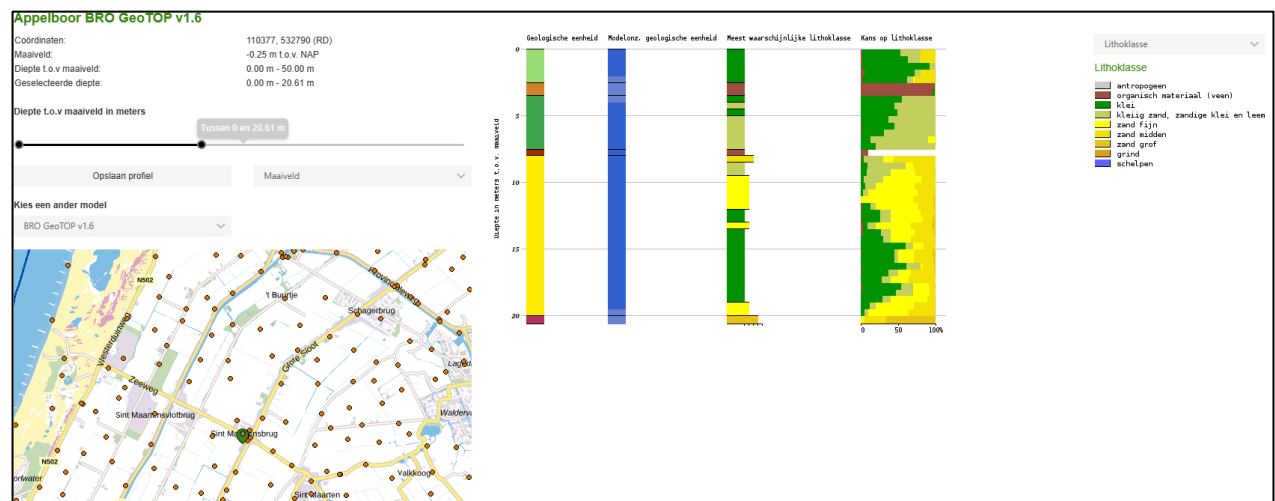 Appelboor BRO GeoTOP v1.6
Coördinaten: 110377, 532790 (RD)
Maaiveld: -0.25 m t.o.v. NAP
Diepte t.o.v maaiveld: 0.00 m - 50.00 m
Geselecteerde diepte: 0.00 m - 20.61 m
Diepte t.o.v maaiveld in meters
Tussen 0 en 20.61 m
Opslaan profiel
Maaiveld
Kies een ander model
BRO GeoTOP v1.6
N502
't Buurtje
Provincieweg
Schagerbrug
Westerduinweg
Grote Sloot
Zeeweg
Sint Maartensvlotbrug
N502
Valkkoog
Sint Maarten
Geologische eenheid
Modelonz. geologische eenheid
Meest waarschijnlijke lithoklasse
Kans op lithoklasse
Diepte in meters t.o.v. maaiveld
0
5
10
15
20
0 50 100%
Lithoklasse
Lithoklasse
antropogeen
organisch materiaal (veen)
klei
kleiig zand, zandige klei en leem
zand fijn
zand midden
zand grof
grind
schelpen